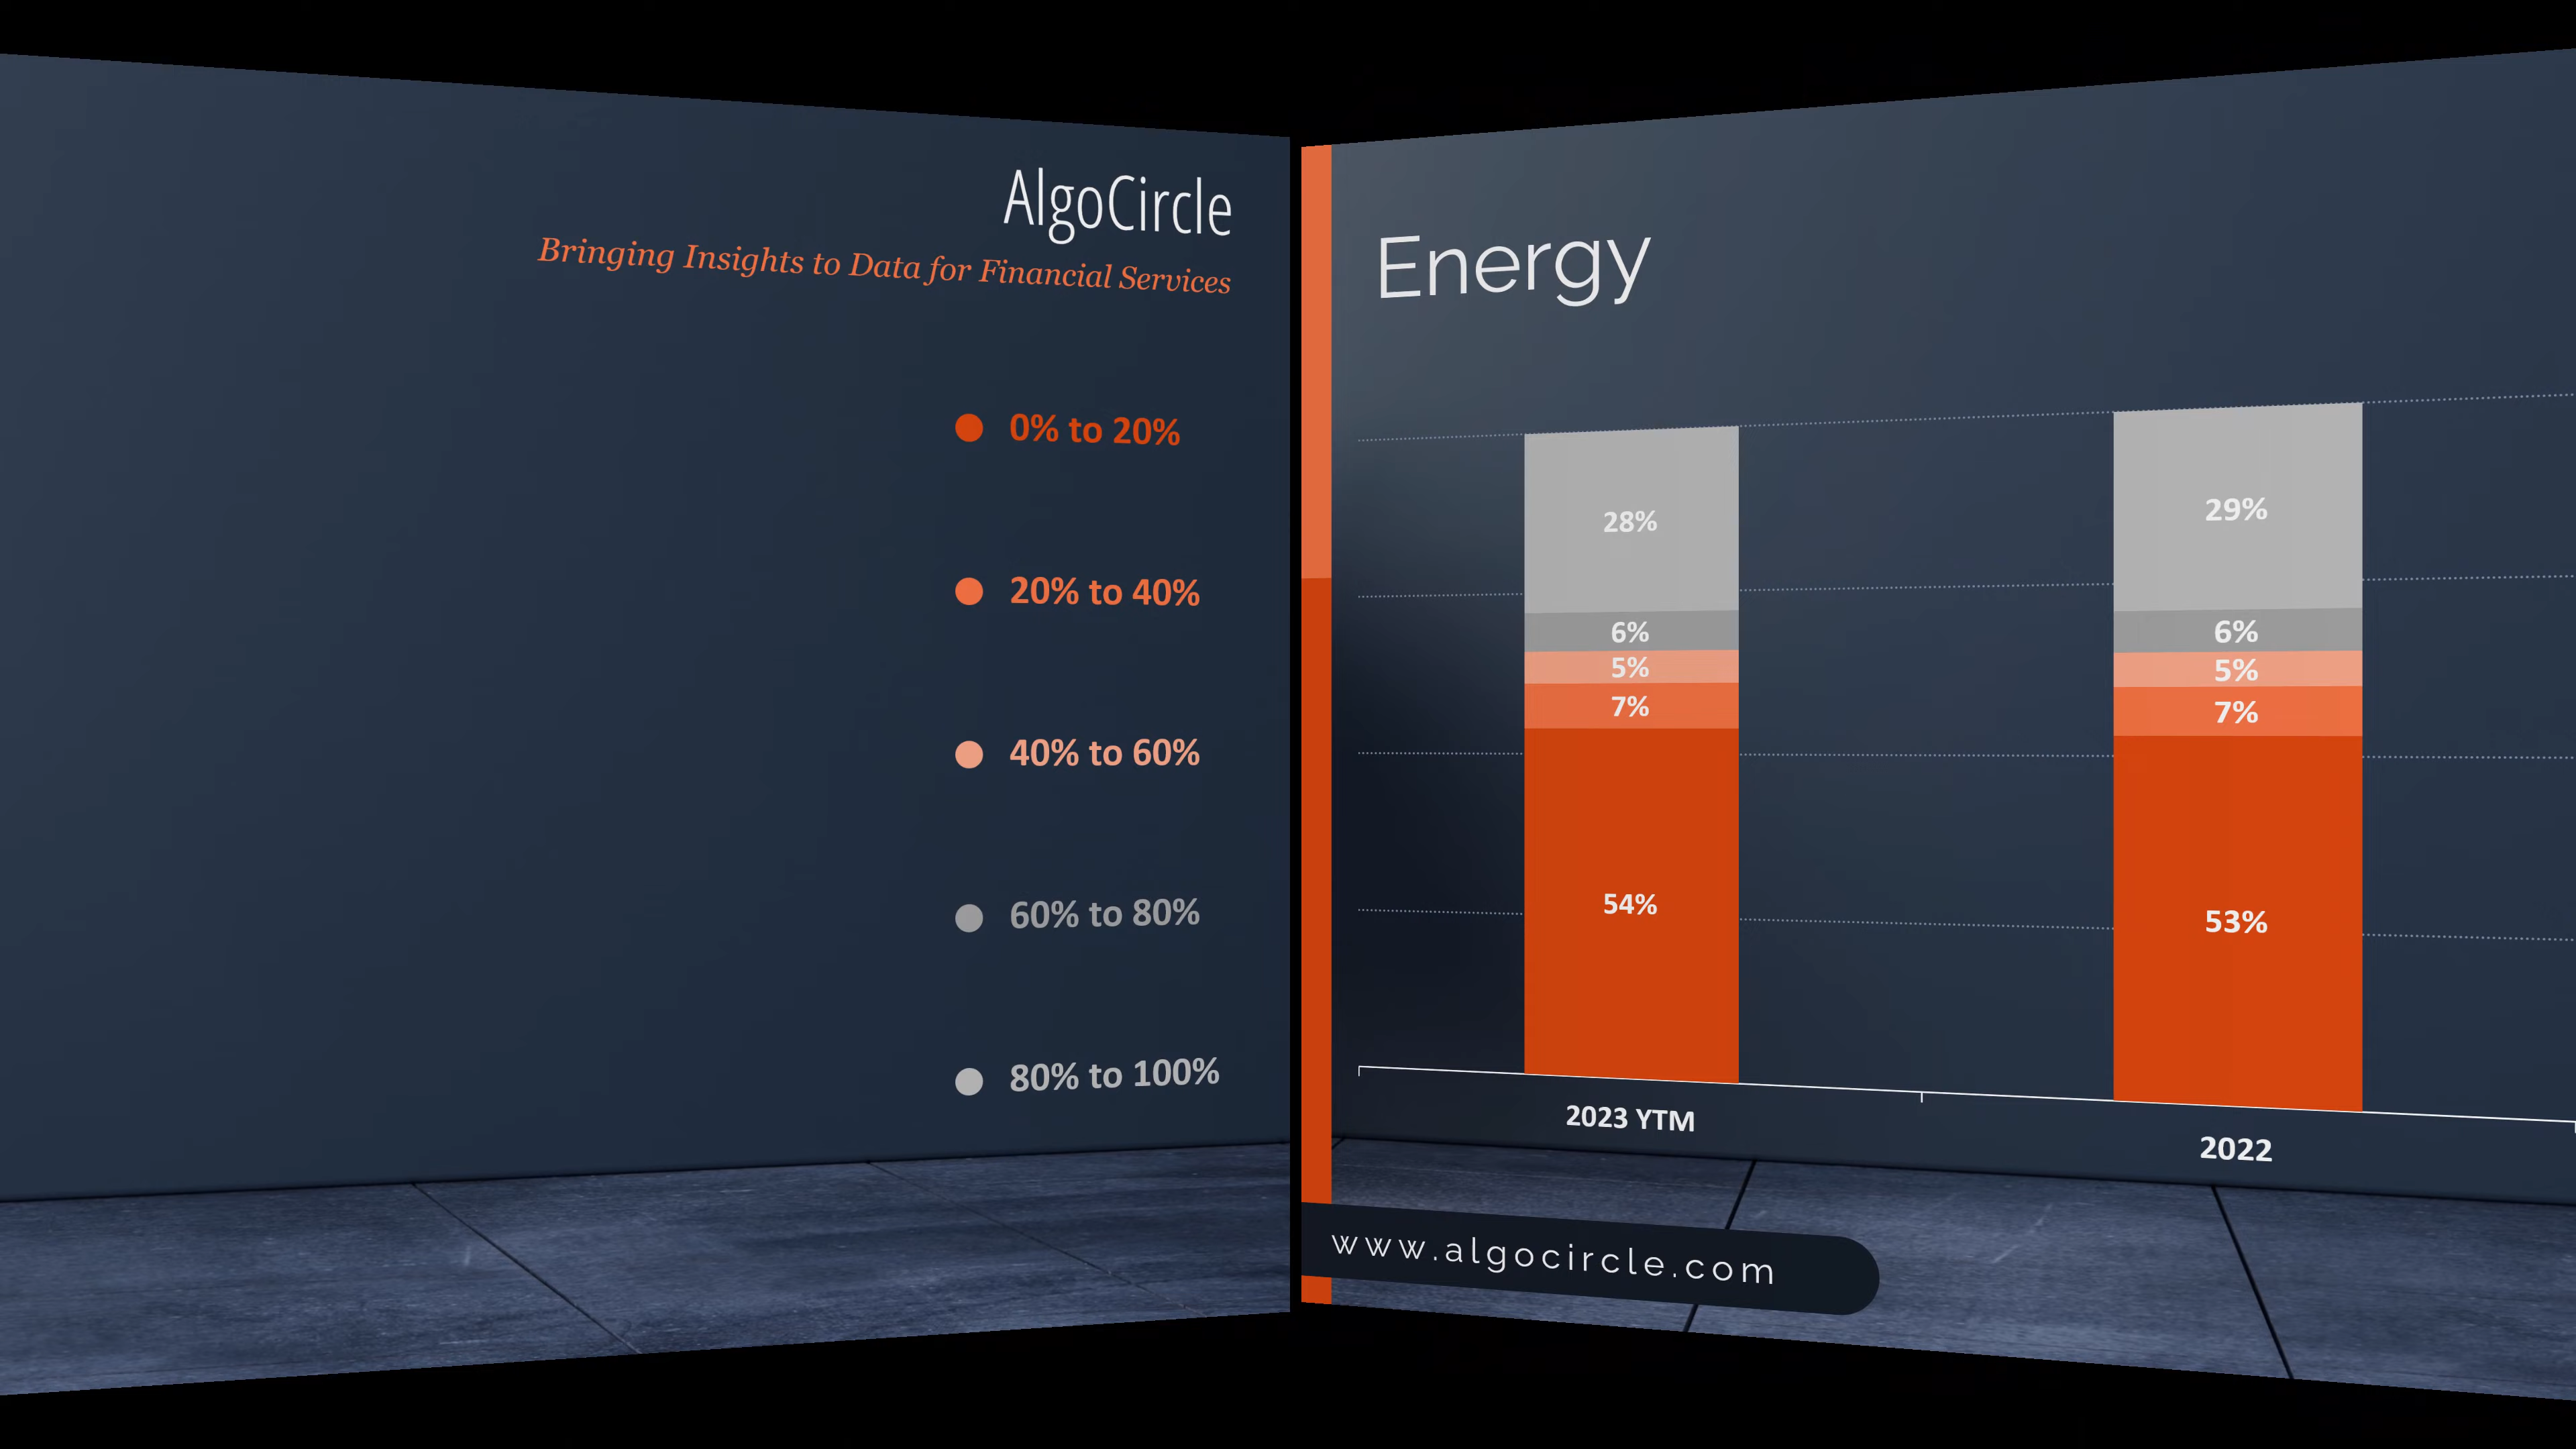 AlgoCircle
Bringing Insights to Data for Financial Services
0% to 20%
20% to 40%
40% to 60%
60% to 80%
80% to 100%
Energy
28%
6%
5%
7%
54%
2023 YTM
29%
6%
5%
7%
53%
2022
www.algocircle.com